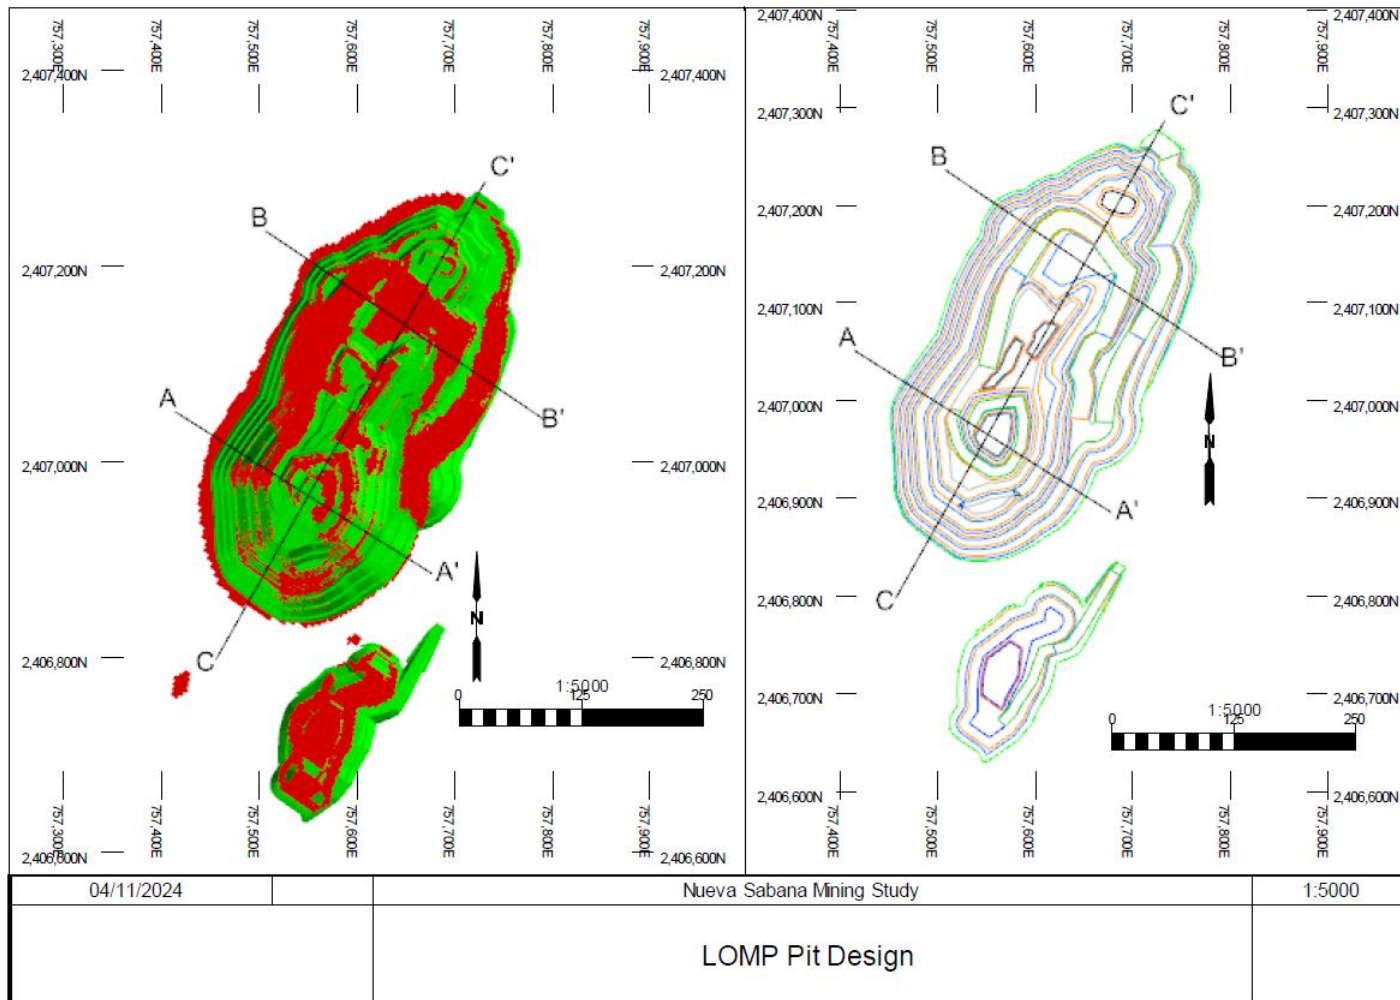 757,300E 757,400E 757,500E 757,600E 757,700E 757,800E 757,900E
2,407,400N 2,407,400N
C'
B
2,407,200N 2,407,200N
A
B'
2,407,000N 2,407,000N
A'
N
C
2,406,800N 2,406,800N
1:5000
0 125 250
757,300E 757,400E 757,500E 757,600E 757,700E 757,800E 757,900E
2,406,600N 2,406,600N
2,407,400N 2,407,400N
757,400E 757,500E 757,600E 757,700E 757,800E 757,900E
2,407,300N 2,407,300N
C'
B
2,407,200N 2,407,200N
2,407,100N 2,407,100N
A
B'
2,407,000N 2,407,000N
N
2,406,900N 2,406,900N
A'
C
2,406,800N 2,406,800N
2,406,700N 2,406,700N
1:5000
0 125 250
2,406,600N 2,406,600N
757,400E 757,500E 757,600E 757,700E 757,800E 757,900E
04/11/2024 Nueva Sabana Mining Study 1:5000
LOMP Pit Design